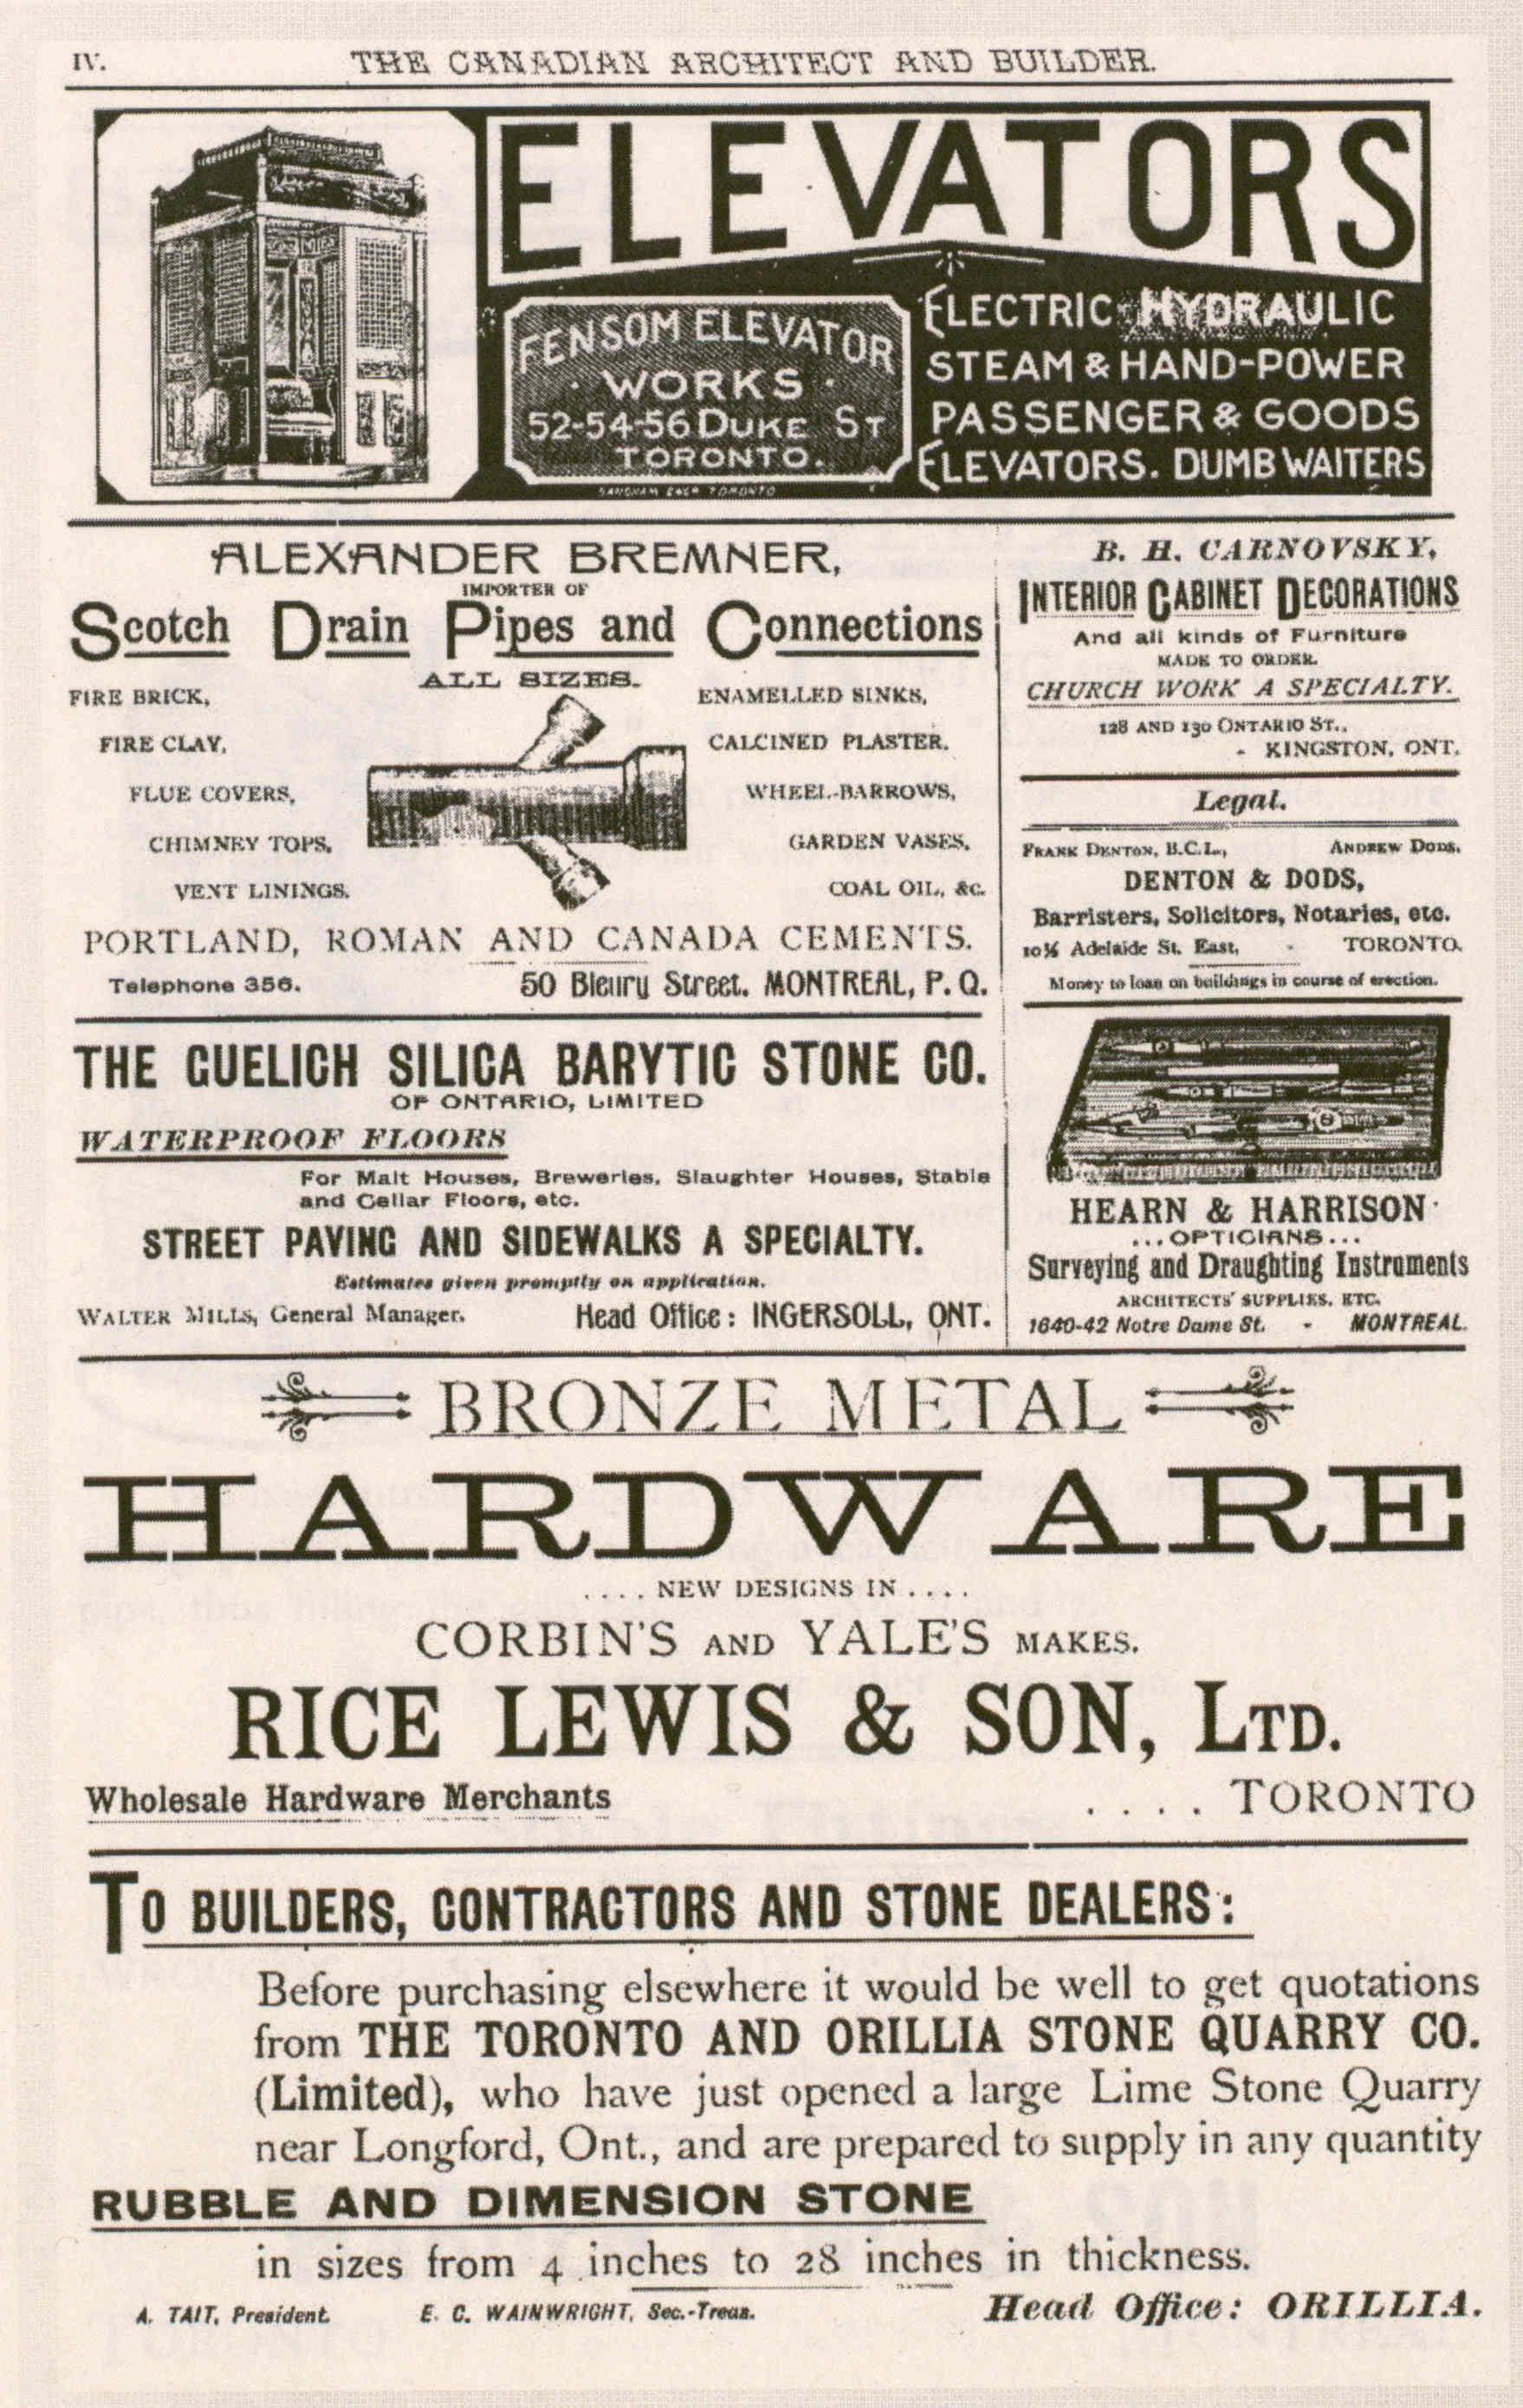 IV.
THE CANADIAN ARCHITECT AND BUILDER.
ELEVATORS
FENSOM ELEVATOR
WORKS
52-54-56 DUKE ST
TORONTO.
ELECTRIC HYDRAULIC
STEAM & HAND-POWER
PASSENGER & GOODS
ELEVATORS. DUMB WAITERS
ALEXANDER BREMNER,
IMPORTER OF
Scotch Drain Pipes and Connections
ALL SIZES.
FIRE BRICK,
FIRE CLAY,
FLUE COVERS,
CHIMNEY TOPS,
VENT LININGS.
ENAMELLED SINKS,
CALCINED PLASTER.
WHEEL-BARROWS,
GARDEN VASES,
COAL OIL, &C.
PORTLAND, ROMAN AND CANADA CEMENTS.
Telephone 356.
50 Bleury Street. MONTREAL, P. Q.
B. H. CARNOVSKY,
INTERIOR CABINET DECORATIONS
And all kinds of Furniture
MADE TO ORDER.
CHURCH WORK A SPECIALTY.
128 AND 130 ONTARIO ST.,
- KINGSTON, ONT.
Legal.
FRANK DENTON, B.C.L., ANDREW DODS.
DENTON & DODS,
Barristers, Solicitors, Notaries, etc.
10½ Adelaide St. East, - TORONTO.
Money to loan on buildings in course of erection.
THE GUELICH SILICA BARYTIC STONE CO.
OF ONTARIO, LIMITED
WATERPROOF FLOORS
For Malt Houses, Breweries, Slaughter Houses, Stable
and Cellar Floors, etc.
STREET PAVING AND SIDEWALKS A SPECIALTY.
Estimates given promptly on application.
WALTER MILLS, General Manager. Head Office: INGERSOLL, ONT.
HEARN & HARRISON
...OPTICIANS...
Surveying and Draughting Instruments
ARCHITECTS' SUPPLIES. ETC.
1640-42 Notre Dame St. - MONTREAL.
BRONZE METAL
HARDWARE
.... NEW DESIGNS IN ....
CORBIN'S AND YALE'S MAKES.
RICE LEWIS & SON, LTD.
Wholesale Hardware Merchants .... TORONTO
TO BUILDERS, CONTRACTORS AND STONE DEALERS:
Before purchasing elsewhere it would be well to get quotations
from THE TORONTO AND ORILLIA STONE QUARRY CO.
(Limited), who have just opened a large Lime Stone Quarry
near Longford, Ont., and are prepared to supply in any quantity
RUBBLE AND DIMENSION STONE
in sizes from 4 inches to 28 inches in thickness.
A. TAIT, President. E. C. WAINWRIGHT, Sec.-Treas. Head Office: ORILLIA.